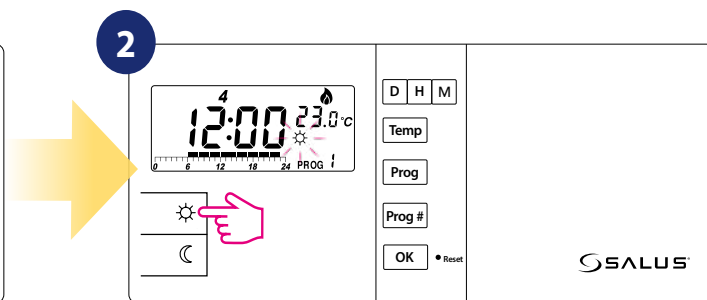 2
4
12:00 23.0°C
0 6 12 18 24 PROG 1
D H M
Temp
Prog
Prog #
OK Reset
SALUS